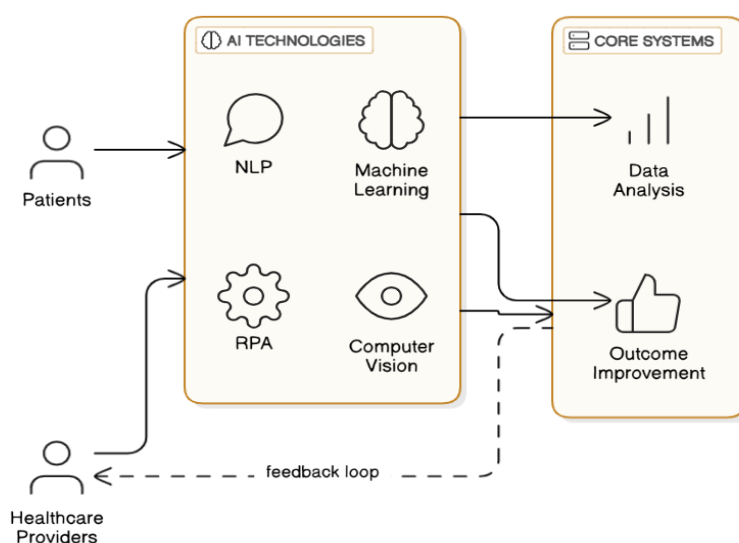 AI TECHNOLOGIES
CORE SYSTEMS
NLP
Machine
Learning
Data
Analysis
Patients
RPA
Computer
Vision
Outcome
Improvement
feedback loop
Healthcare
Providers